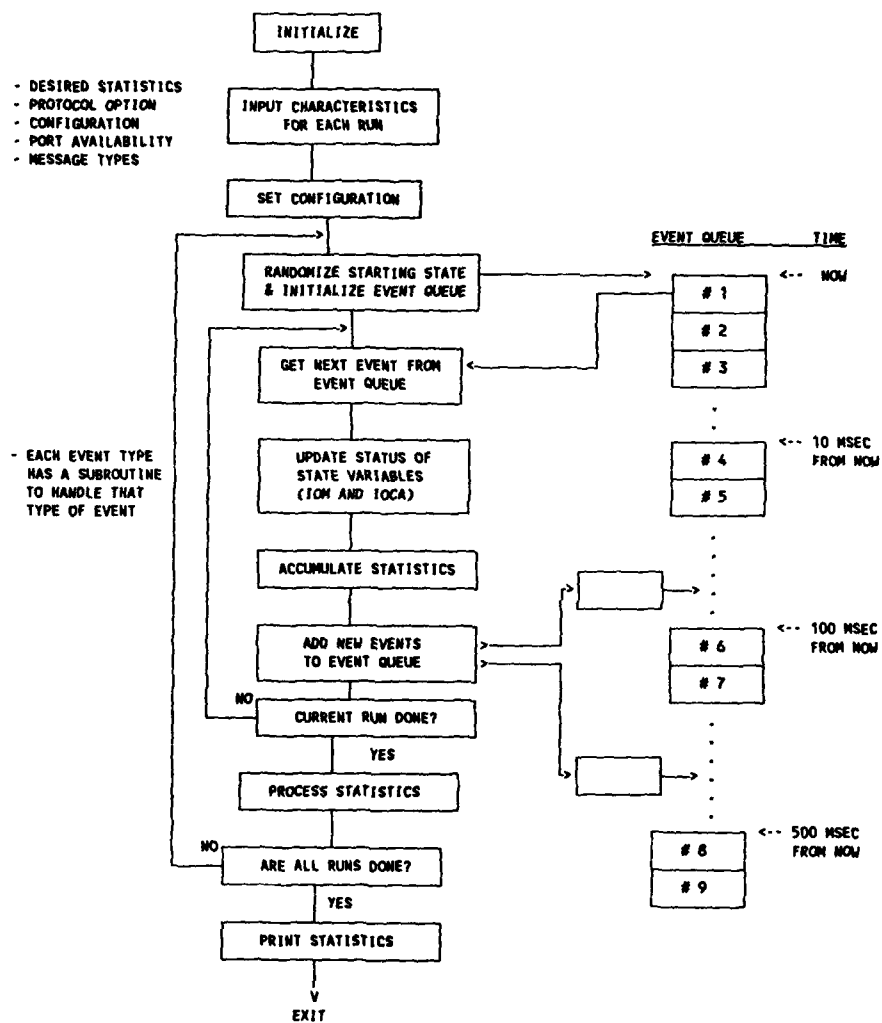 INITIALIZE
- DESIRED STATISTICS
- PROTOCOL OPTION
- CONFIGURATION
- PORT AVAILABILITY
- MESSAGE TYPES
INPUT CHARACTERISTICS
FOR EACH RUN
SET CONFIGURATION
EVENT QUEUE TIME
RANDOMIZE STARTING STATE
& INITIALIZE EVENT QUEUE
<-- NOW
# 1
# 2
# 3
GET NEXT EVENT FROM
EVENT QUEUE
- EACH EVENT TYPE
HAS A SUBROUTINE
TO HANDLE THAT
TYPE OF EVENT
UPDATE STATUS OF
STATE VARIABLES
(IOM AND IOCA)
<-- 10 MSEC
FROM NOW
# 4
# 5
ACCUMULATE STATISTICS
ADD NEW EVENTS
TO EVENT QUEUE
<-- 100 MSEC
FROM NOW
# 6
# 7
NO
CURRENT RUN DONE?
YES
PROCESS STATISTICS
<-- 500 MSEC
FROM NOW
# 8
# 9
NO
ARE ALL RUNS DONE?
YES
PRINT STATISTICS
EXIT